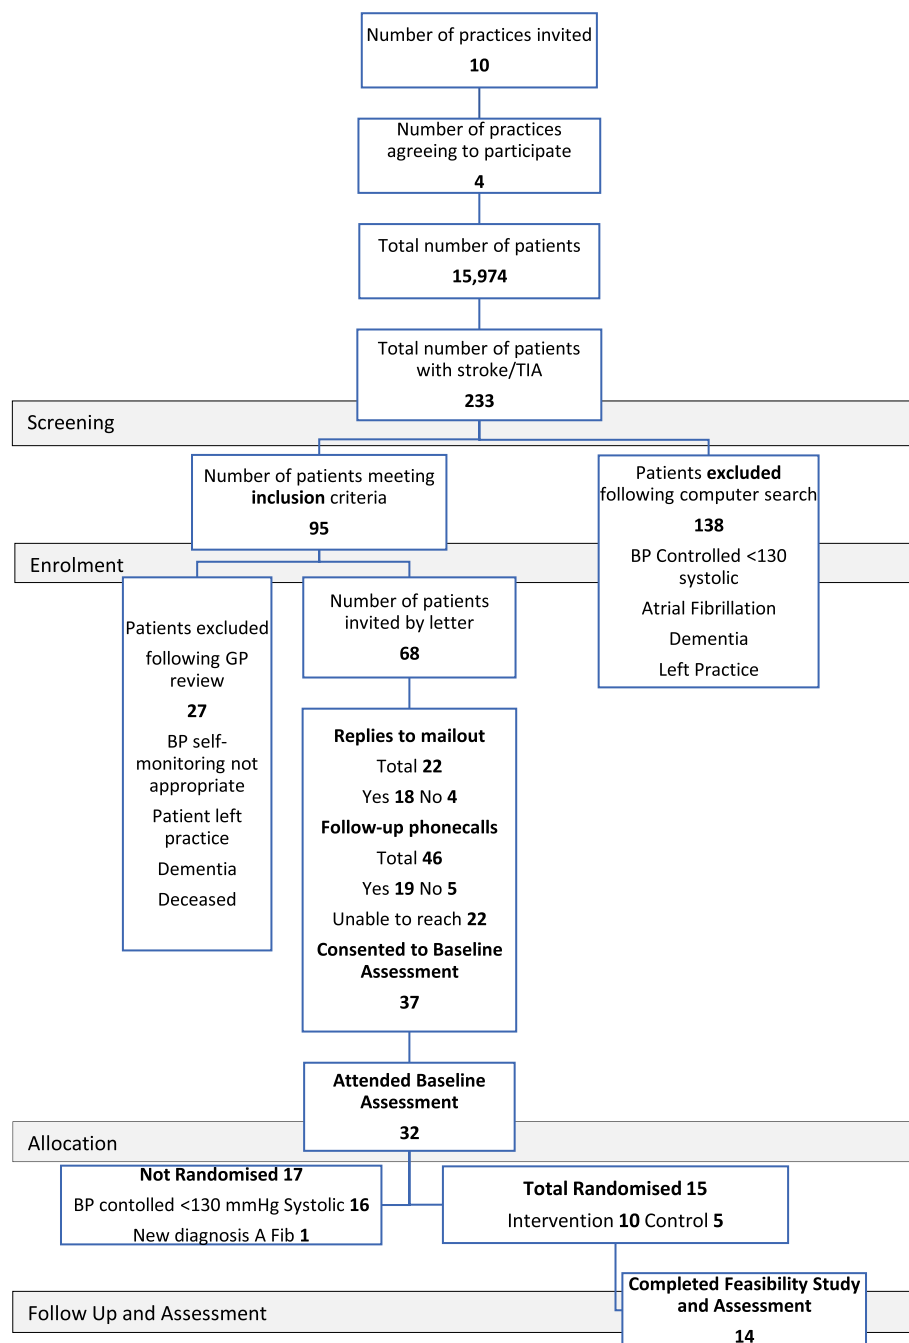 Number of practices invited
10
Number of practices
agreeing to participate
4
Total number of patients
15,974
Total number of patients
with stroke/TIA
233
Screening
Number of patients meeting
inclusion criteria
95
Patients excluded
following computer search
138
BP Controlled <130
systolic
Atrial Fibrillation
Dementia
Left Practice
Enrolment
Patients excluded
following GP
review
27
BP self-
monitoring not
appropriate
Patient left
practice
Dementia
Deceased
Number of patients
invited by letter
68
Replies to mailout
Total 22
Yes 18 No 4
Follow-up phonecalls
Total 46
Yes 19 No 5
Unable to reach 22
Consented to Baseline
Assessment
37
Attended Baseline
Assessment
32
Allocation
Not Randomised 17
BP contolled <130 mmHg Systolic 16
New diagnosis A Fib 1
Total Randomised 15
Intervention 10 Control 5
Completed Feasibility Study
and Assessment
14
Follow Up and Assessment